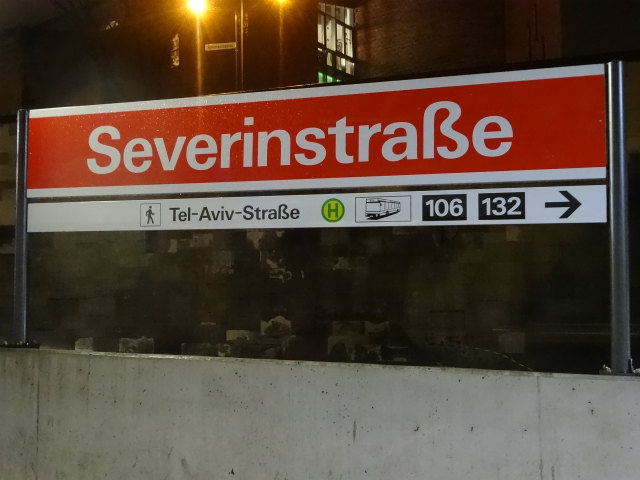 Severinstraße
Tel-Aviv-Straße H 106 132 →